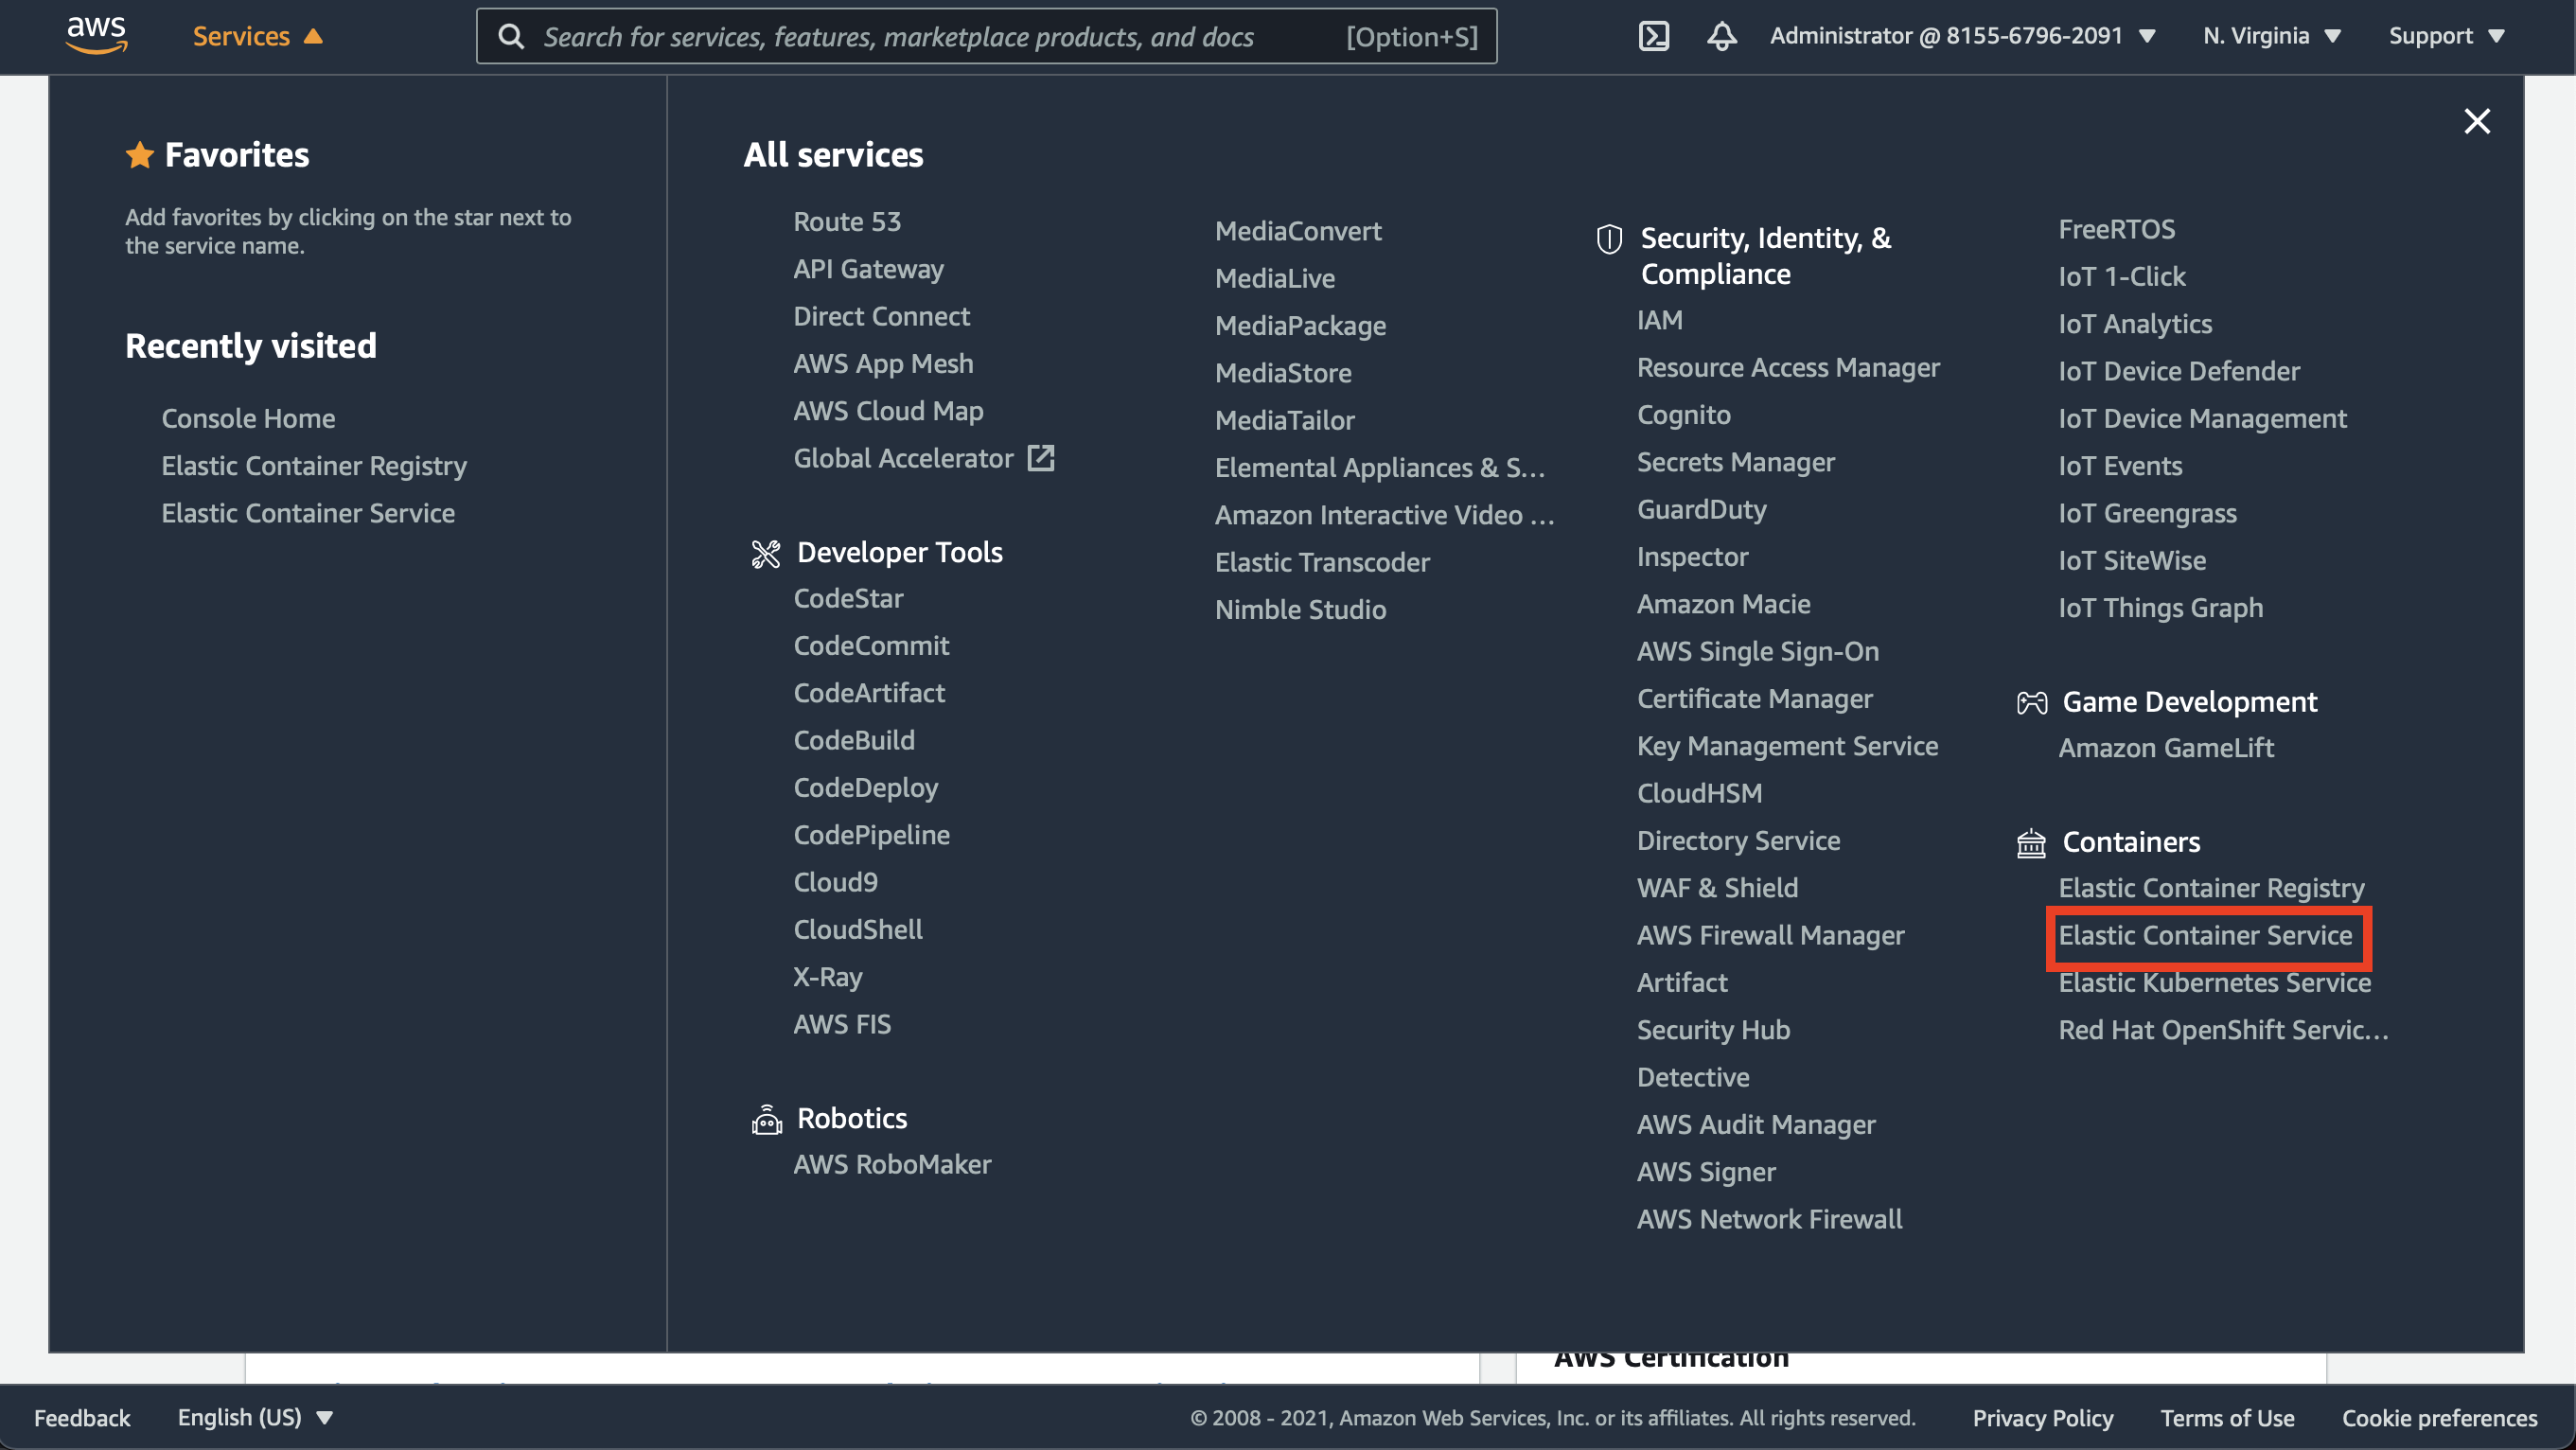 aws
Services
Search for services, features, marketplace products, and docs
[Option+S]
Administrator @ 8155-6796-2091
N. Virginia
Support
Favorites
Add favorites by clicking on the star next to
the service name.
Recently visited
Console Home
Elastic Container Registry
Elastic Container Service
All services
Route 53
API Gateway
Direct Connect
AWS App Mesh
AWS Cloud Map
Global Accelerator
Developer Tools
CodeStar
CodeCommit
CodeArtifact
CodeBuild
CodeDeploy
CodePipeline
Cloud9
CloudShell
X-Ray
AWS FIS
Robotics
AWS RoboMaker
MediaConvert
MediaLive
MediaPackage
MediaStore
MediaTailor
Elemental Appliances & S...
Amazon Interactive Video ...
Elastic Transcoder
Nimble Studio
Security, Identity, &
Compliance
IAM
Resource Access Manager
Cognito
Secrets Manager
GuardDuty
Inspector
Amazon Macie
AWS Single Sign-On
Certificate Manager
Key Management Service
CloudHSM
Directory Service
WAF & Shield
AWS Firewall Manager
Artifact
Security Hub
Detective
AWS Audit Manager
AWS Signer
AWS Network Firewall
FreeRTOS
IoT 1-Click
IoT Analytics
IoT Device Defender
IoT Device Management
IoT Events
IoT Greengrass
IoT SiteWise
IoT Things Graph
Game Development
Amazon GameLift
Containers
Elastic Container Registry
Elastic Container Service
Elastic Kubernetes Service
Red Hat OpenShift Servic...
AWS Certification
Feedback
English (US)
© 2008 - 2021, Amazon Web Services, Inc. or its affiliates. All rights reserved.
Privacy Policy
Terms of Use
Cookie preferences